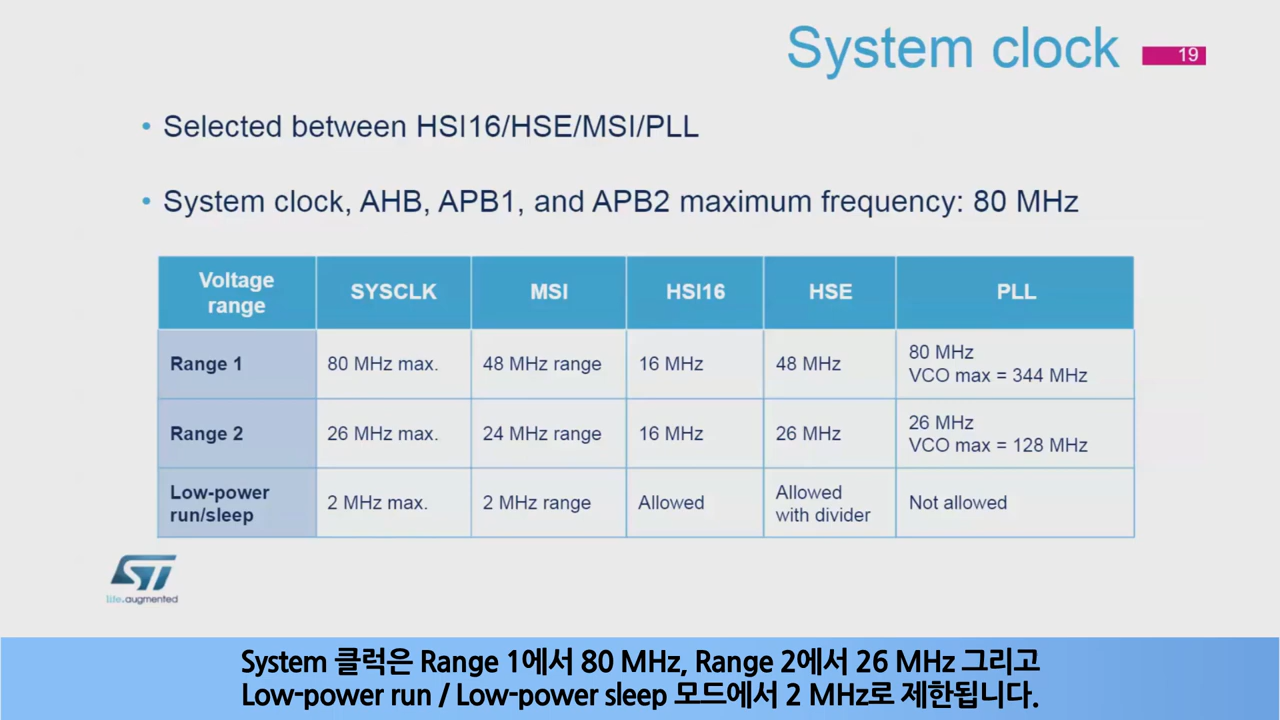 System clock
19
• Selected between HSI16/HSE/MSI/PLL
• System clock, AHB, APB1, and APB2 maximum frequency: 80 MHz
Voltage range SYSCLK MSI HSI16 HSE PLL
Range 1 80 MHz max. 48 MHz range 16 MHz 48 MHz 80 MHz VCO max = 344 MHz
Range 2 26 MHz max. 24 MHz range 16 MHz 26 MHz 26 MHz VCO max = 128 MHz
Low-power run/sleep 2 MHz max. 2 MHz range Allowed Allowed with divider Not allowed
ST
life.augmented
System 클럭은 Range 1에서 80 MHz, Range 2에서 26 MHz 그리고
Low-power run / Low-power sleep 모드에서 2 MHz로 제한됩니다.